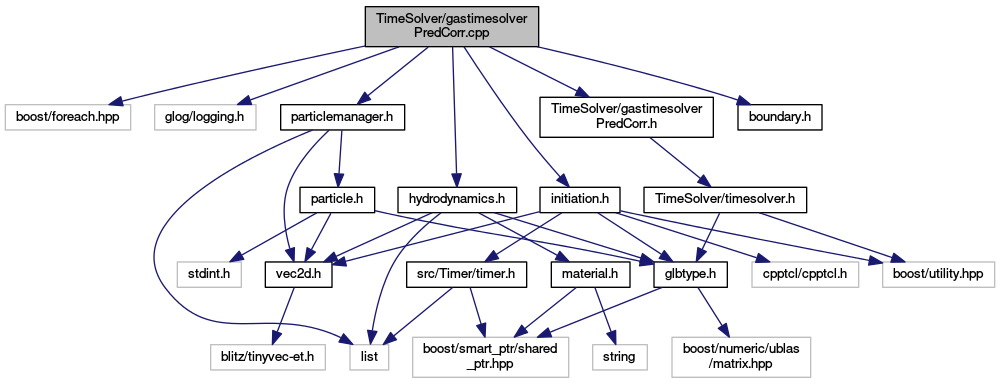 TimeSolver/gastimesolver
PredCorr.cpp
boost/foreach.hpp
glog/logging.h
particlemanager.h
TimeSolver/gastimesolver
PredCorr.h
boundary.h
particle.h
hydrodynamics.h
initiation.h
TimeSolver/timesolver.h
stdint.h
vec2d.h
src/Timer/timer.h
material.h
glbtype.h
cpptcl/cpptcl.h
boost/utility.hpp
blitz/tinyvec-et.h
list
boost/smart_ptr/shared
_ptr.hpp
string
boost/numeric/ublas
/matrix.hpp